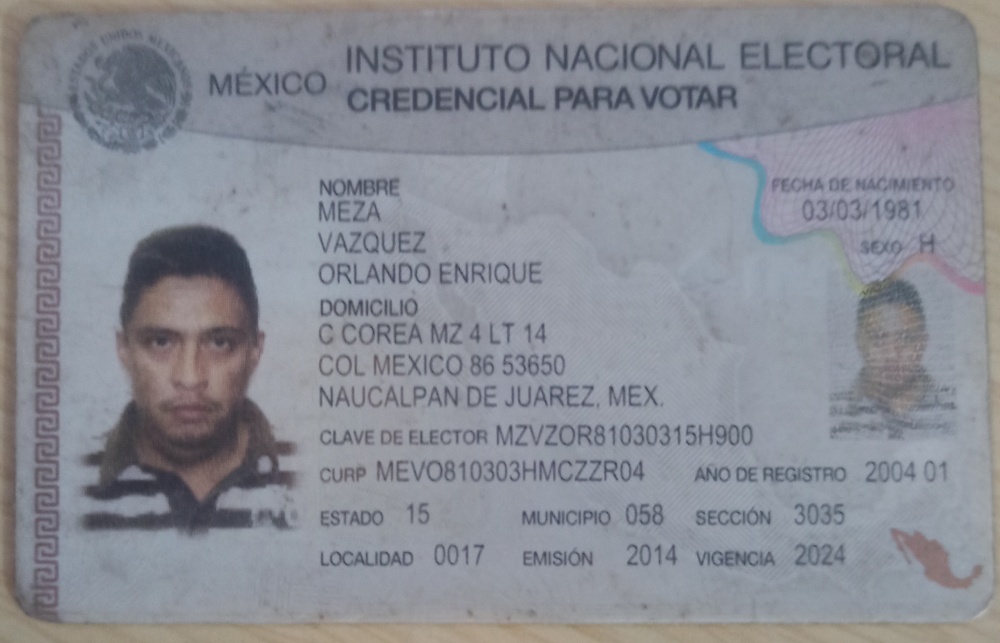 ESTADOS UNIDOS MEXICANOS
MÉXICO
INSTITUTO NACIONAL ELECTORAL
CREDENCIAL PARA VOTAR
NOMBRE
MEZA
VAZQUEZ
ORLANDO ENRIQUE
DOMICILIO
C COREA MZ 4 LT 14
COL MEXICO 86 53650
NAUCALPAN DE JUAREZ, MEX.
FECHA DE NACIMIENTO
03/03/1981
SEXO H
CLAVE DE ELECTOR MZVZOR81030315H900
CURP MEVO810303HMCZZR04 AÑO DE REGISTRO 2004 01
ESTADO 15 MUNICIPIO 058 SECCIÓN 3035
LOCALIDAD 0017 EMISIÓN 2014 VIGENCIA 2024